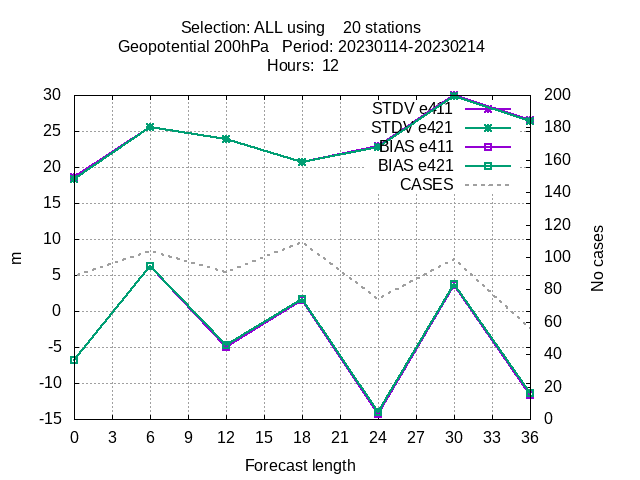 Selection: ALL using    20 stations
Geopotential 200hPa   Period: 20230114-20230214
Hours:  12
30
25
20
15
10
5
0
-5
-10
-15
m
STDV e411
STDV e421
BIAS e411
BIAS e421
CASES
200
180
160
140
120
100
80
60
40
20
0
No cases
0 3 6 9 12 15 18 21 24 27 30 33 36
Forecast length